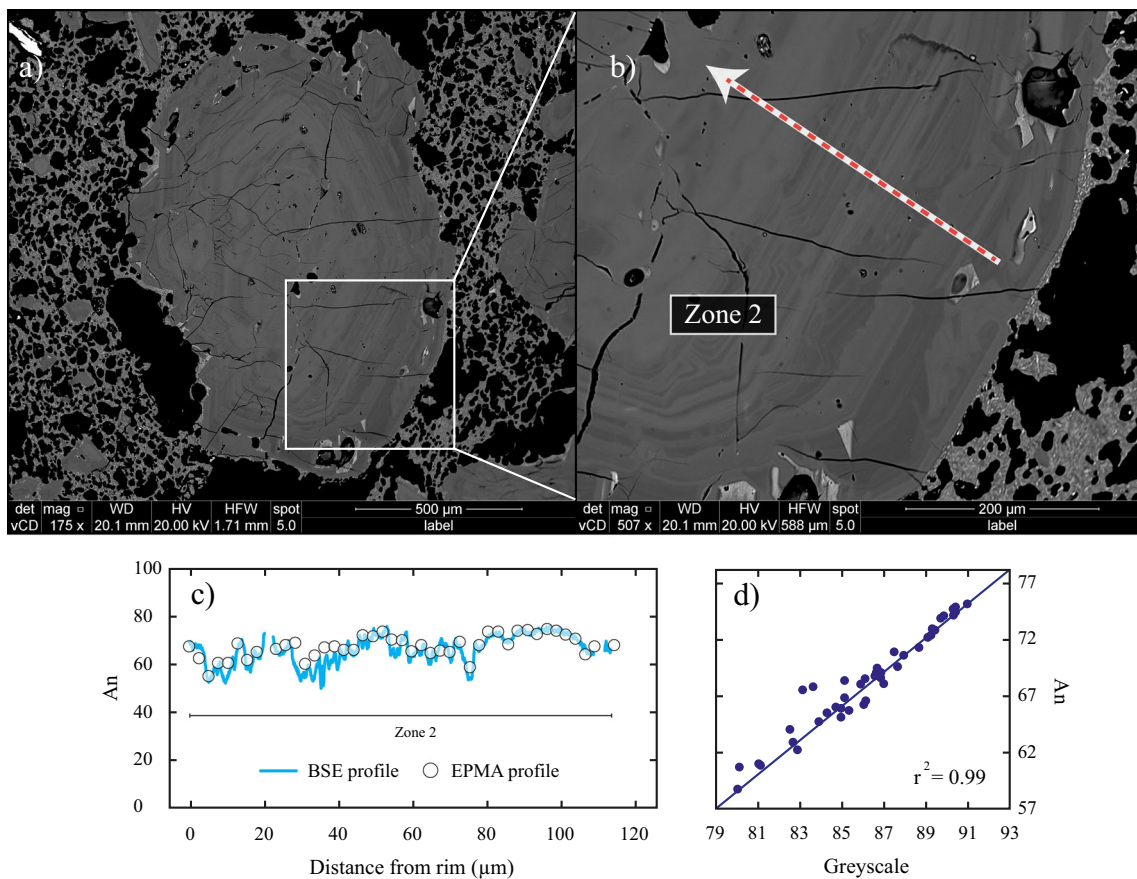 a)
b)
Zone 2
det mag □ WD HV HFW spot
vCD 175 x 20.1 mm 20.00 kV 1.71 mm 5.0
500 µm
label
det mag □ WD HV HFW spot
vCD 507 x 20.1 mm 20.00 kV 588 µm 5.0
200 µm
label
c)
100
80
60
40
20
0
An
Zone 2
BSE profile
EPMA profile
0 20 40 60 80 100 120
Distance from rim (µm)
d)
77
72
67
62
57
An
r² = 0.99
79 81 83 85 87 89 91 93
Greyscale